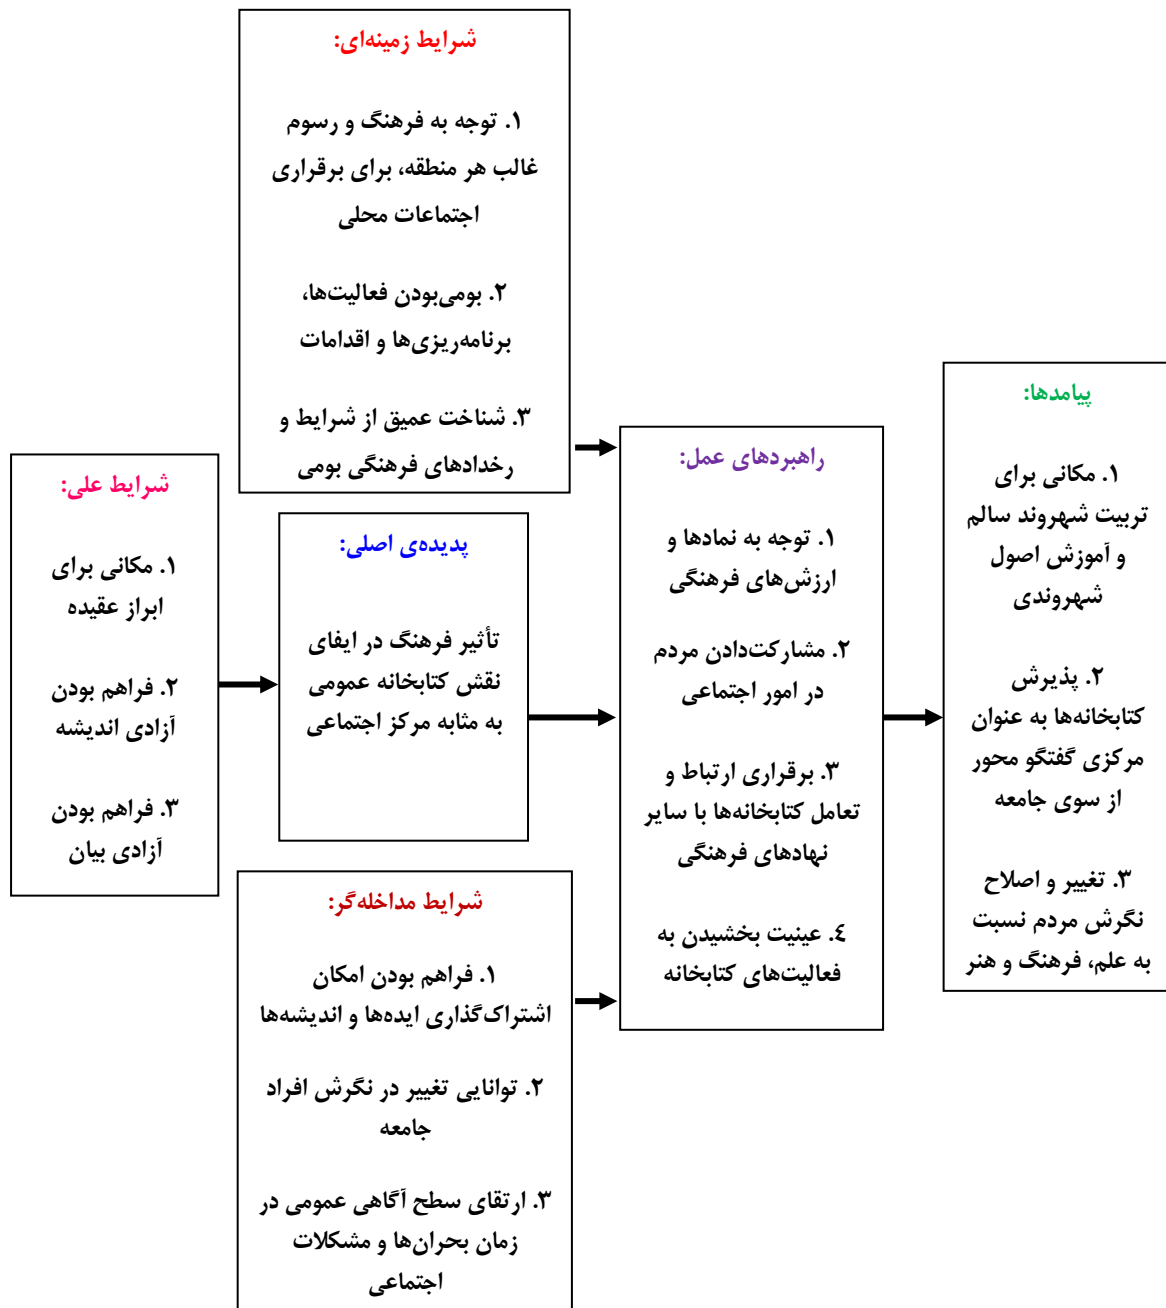 شرایط زمینه‌ای:
۱. توجه به فرهنگ و رسوم
غالب هر منطقه، برای برقراری
اجتماعات محلی
۲. بومی‌بودن فعالیت‌ها،
برنامه‌ریزی‌ها و اقدامات
۳. شناخت عمیق از شرایط و
رخدادهای فرهنگی بومی
شرایط علی:
۱. مکانی برای
ابراز عقیده
۲. فراهم بودن
آزادی اندیشه
۳. فراهم بودن
آزادی بیان
پدیده‌ی اصلی:
تأثیر فرهنگ در ایفای
نقش کتابخانه عمومی
به مثابه مرکز اجتماعی
شرایط مداخله‌گر:
۱. فراهم بودن امکان
اشتراک‌گذاری ایده‌ها و اندیشه‌ها
۲. توانایی تغییر در نگرش افراد
جامعه
۳. ارتقای سطح آگاهی عمومی در
زمان بحران‌ها و مشکلات
اجتماعی
راهبردهای عمل:
۱. توجه به نمادها و
ارزش‌های فرهنگی
۲. مشارکت‌دادن مردم
در امور اجتماعی
۳. برقراری ارتباط و
تعامل کتابخانه‌ها با سایر
نهادهای فرهنگی
٤. عینیت بخشیدن به
فعالیت‌های کتابخانه
پیامدها:
۱. مکانی برای
تربیت شهروند سالم
و آموزش اصول
شهروندی
۲. پذیرش
کتابخانه‌ها به عنوان
مرکزی گفتگو محور
از سوی جامعه
۳. تغییر و اصلاح
نگرش مردم نسبت
به علم، فرهنگ و هنر